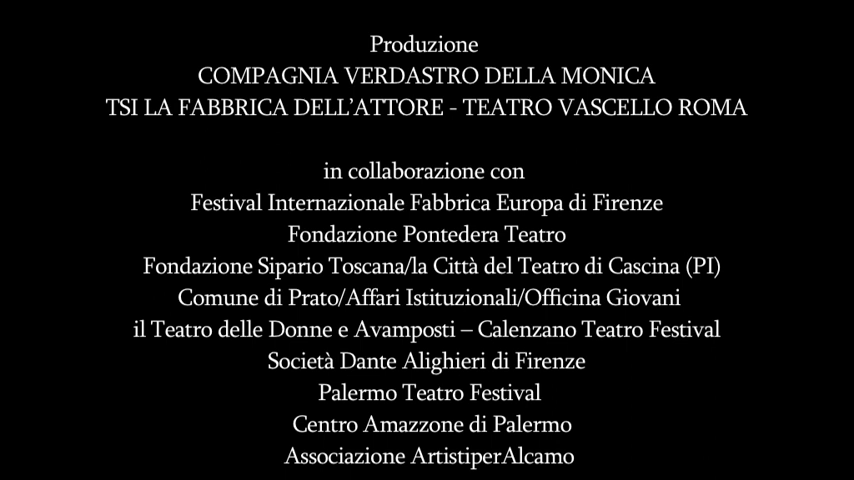 Produzione
COMPAGNIA VERDASTRO DELLA MONICA
TSI LA FABBRICA DELL'ATTORE - TEATRO VASCELLO ROMA
in collaborazione con
Festival Internazionale Fabbrica Europa di Firenze
Fondazione Pontedera Teatro
Fondazione Sipario Toscana/la Città del Teatro di Cascina (PI)
Comune di Prato/Affari Istituzionali/Officina Giovani
il Teatro delle Donne e Avamposti – Calenzano Teatro Festival
Società Dante Alighieri di Firenze
Palermo Teatro Festival
Centro Amazzone di Palermo
Associazione ArtistiperAlcamo